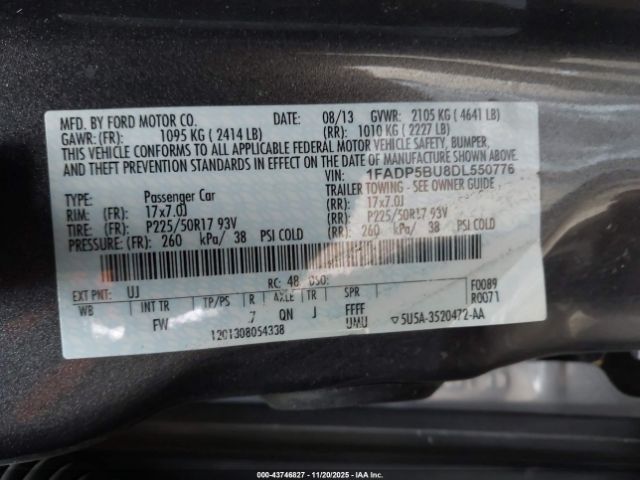 MFD. BY FORD MOTOR CO. DATE: 08/13 GVWR: 2105 KG ( 4641 LB)
GAWR: (FR): 1095 KG ( 2414 LB) (RR): 1010 KG ( 2227 LB)
THIS VEHICLE CONFORMS TO ALL APPLICABLE FEDERAL MOTOR VEHICLE SAFETY, BUMPER,
AND THEFT PREVENTION STANDARDS IN EFFECT ON THE DATE OF MANUFACTURE SHOWN ABOVE.
VIN: 1FADP5BU8DL550776
TYPE: Passenger Car TRAILER TOWING - SEE OWNER GUIDE
RIM: (FR): 17x7.0J (RR): 17x7.0J
TIRE: (FR): P225/50R17 93V (RR): P225/50R17 93V
PRESSURE: (FR): 260 kPa/ 38 PSI COLD (RR): 260 kPa/ 38 PSI COLD
EXT PNT: UJ RC: 48 DSO: F0089
WB INT TR TP/PS R AXLE TR SPR R0071
FW 7 QN J FFFF
UMU
1201308054338 ▽5U5A-3520472-AA
000-43746827 - 11/20/2025 - IAA